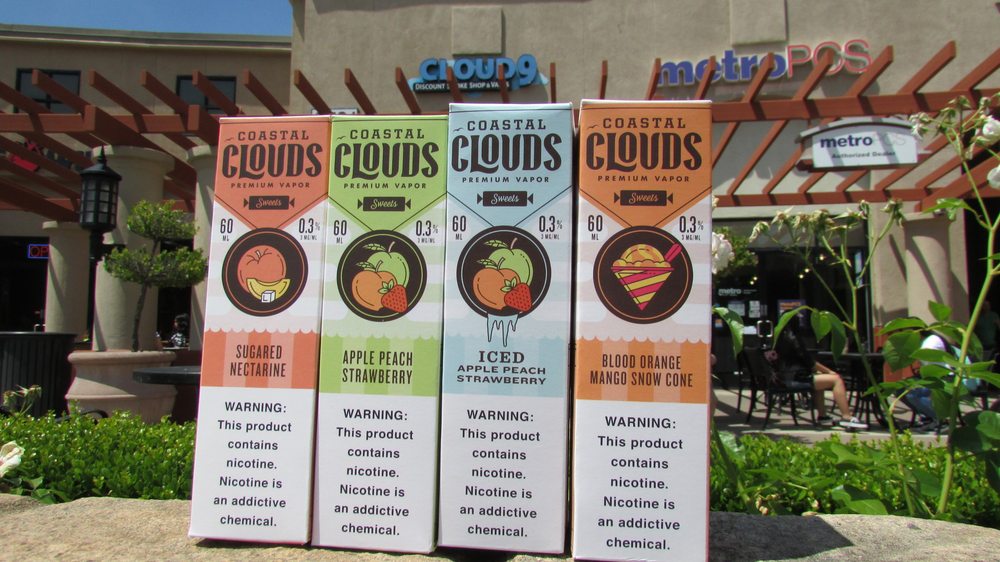 CLOUD9
DISCOUNT SMOKE SHOP & VAPE
metroPCS
metroPCS
Authorized Dealer
OP
metro
COASTAL
CLOUDS
PREMIUM VAPOR
Sweets
60
ML
0.3%
3 MG/ML
SUGARED
NECTARINE
WARNING:
This product
contains
nicotine.
Nicotine is
an addictive
chemical.
COASTAL
CLOUDS
PREMIUM VAPOR
Sweets
60
ML
0.3%
3 MG/ML
APPLE PEACH
STRAWBERRY
WARNING:
This product
contains
nicotine.
Nicotine is
an addictive
chemical.
COASTAL
CLOUDS
PREMIUM VAPOR
Sweets
60
ML
0.3%
3 MG/ML
ICED
APPLE PEACH
STRAWBERRY
WARNING:
This product
contains
nicotine.
Nicotine is
an addictive
chemical.
COASTAL
CLOUDS
PREMIUM VAPOR
Sweets
60
ML
0.3%
3 MG/ML
BLOOD ORANGE
MANGO SNOW CONE
WARNING:
This product
contains
nicotine.
Nicotine is
an addictive
chemical.